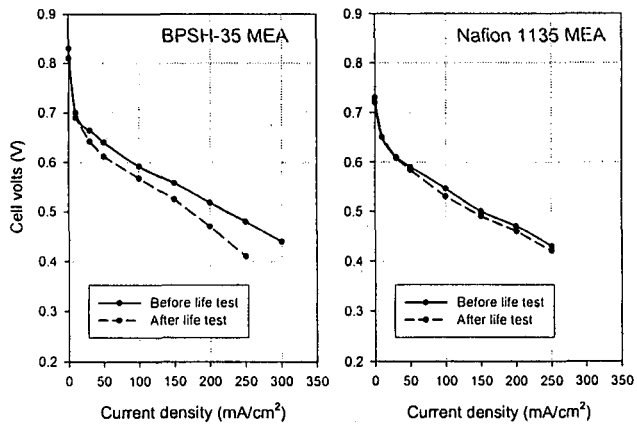 BPSH-35 MEA
Nafion 1135 MEA
Cell volts (V)
0.9
0.8
0.7
0.6
0.5
0.4
0.3
0.2
Before life test
After life test
0 50 100 150 200 250 300 350
Current density (mA/cm²)
0.9
0.8
0.7
0.6
0.5
0.4
0.3
0.2
Before life test
After life test
0 50 100 150 200 250 300 350
Current density (mA/cm²)